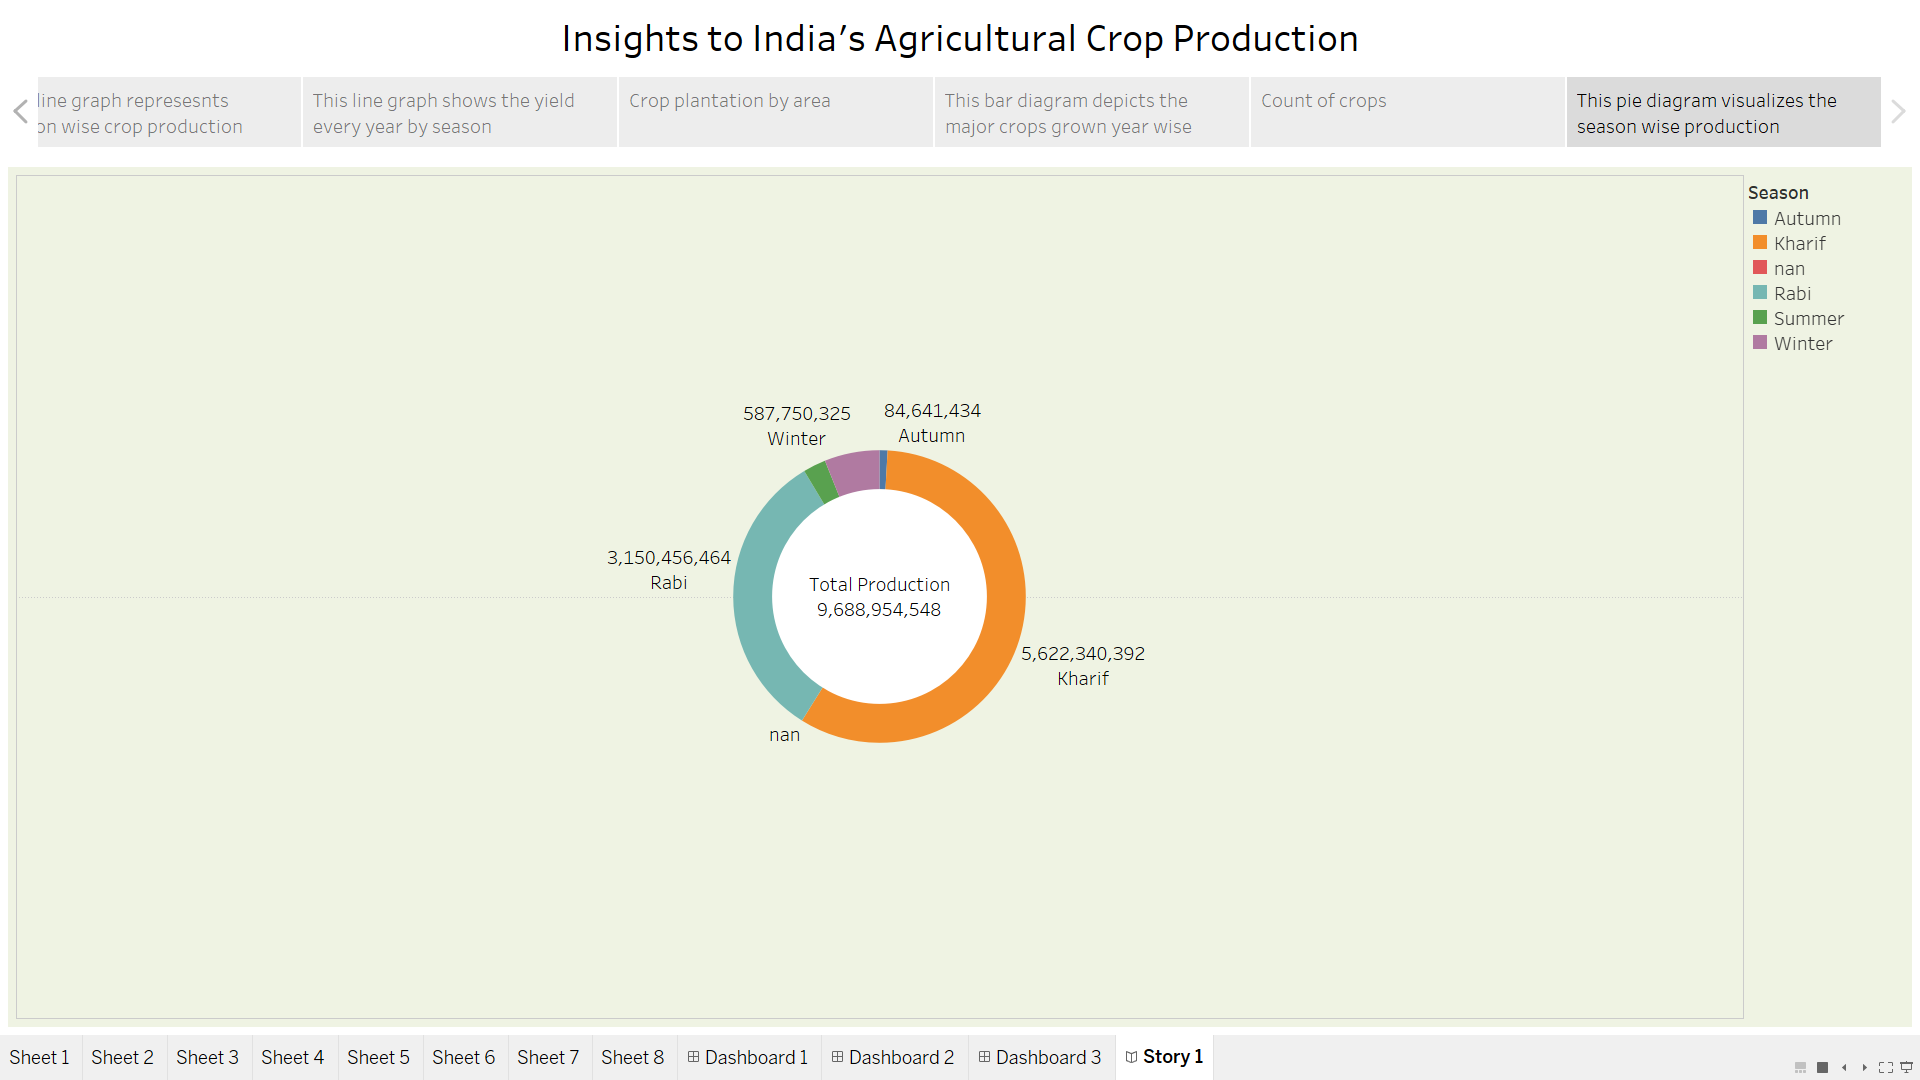 Insights to India's Agricultural Crop Production
line graph represesnts
on wise crop production
This line graph shows the yield
every year by season
Crop plantation by area
This bar diagram depicts the
major crops grown year wise
Count of crops
This pie diagram visualizes the
season wise production
Season
Autumn
Kharif
nan
Rabi
Summer
Winter
587,750,325
Winter
84,641,434
Autumn
3,150,456,464
Rabi
Total Production
9,688,954,548
5,622,340,392
Kharif
nan
Sheet 1
Sheet 2
Sheet 3
Sheet 4
Sheet 5
Sheet 6
Sheet 7
Sheet 8
Dashboard 1
Dashboard 2
Dashboard 3
Story 1